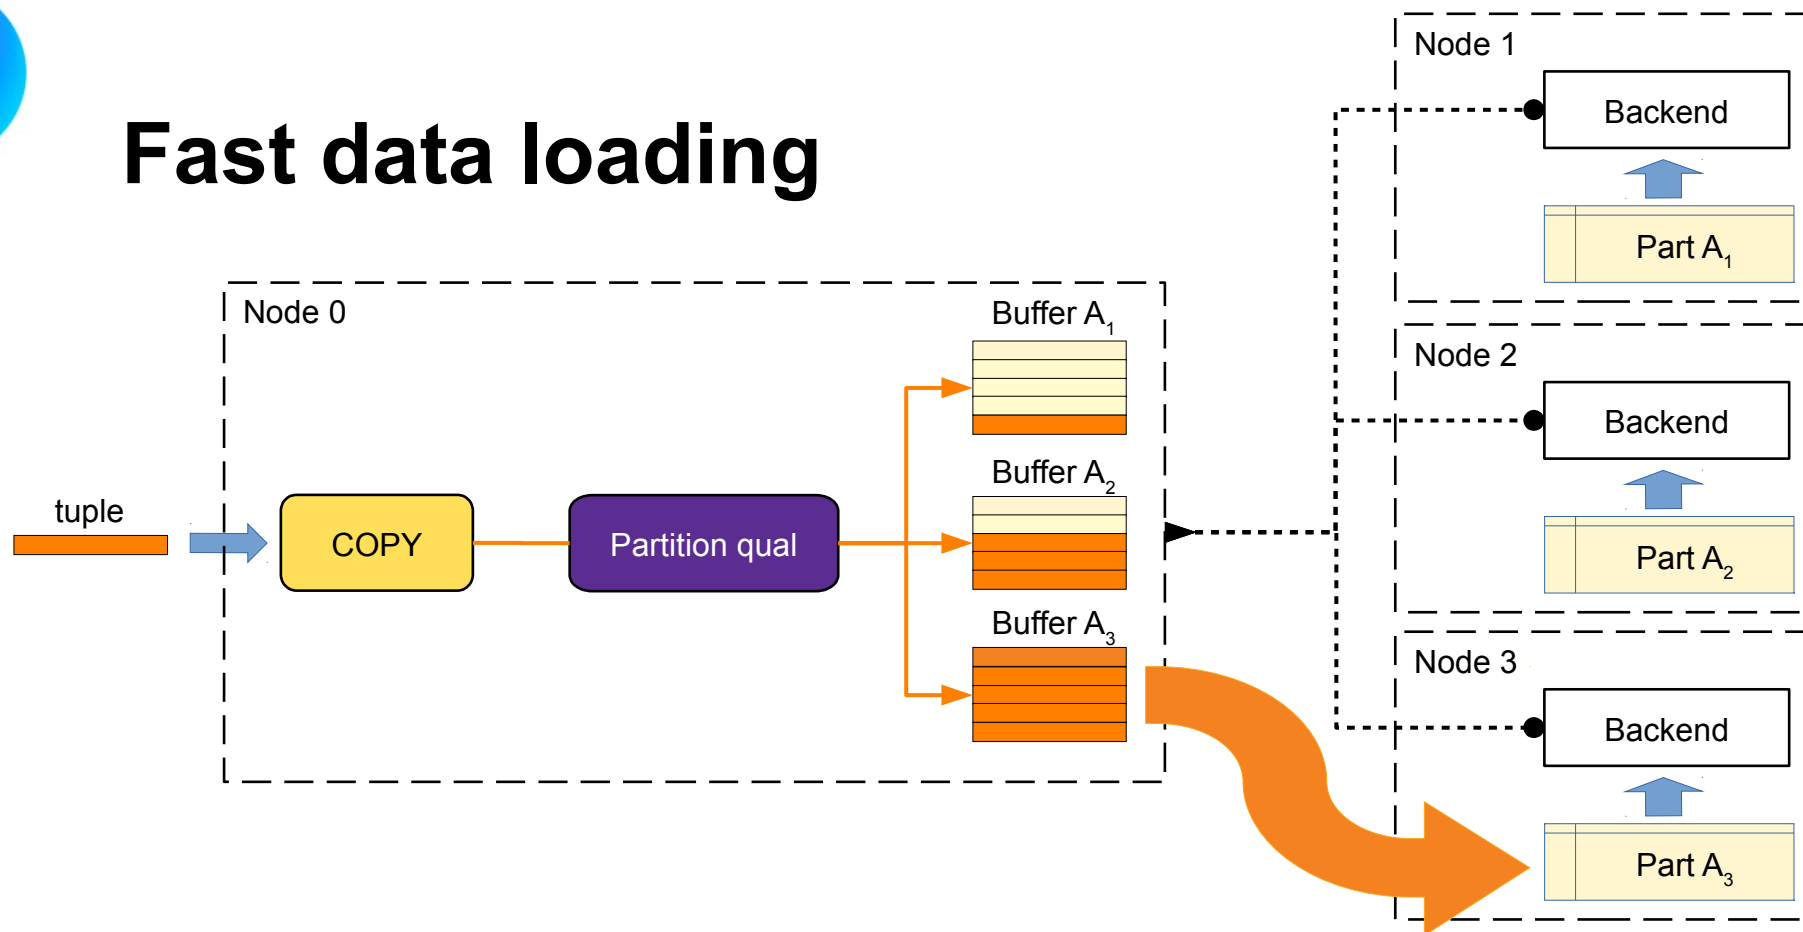 Fast data loading
tuple
Node 0
COPY
Partition qual
Buffer A₁
Buffer A₂
Buffer A₃
Node 1
Backend
Part A₁
Node 2
Backend
Part A₂
Node 3
Backend
Part A₃